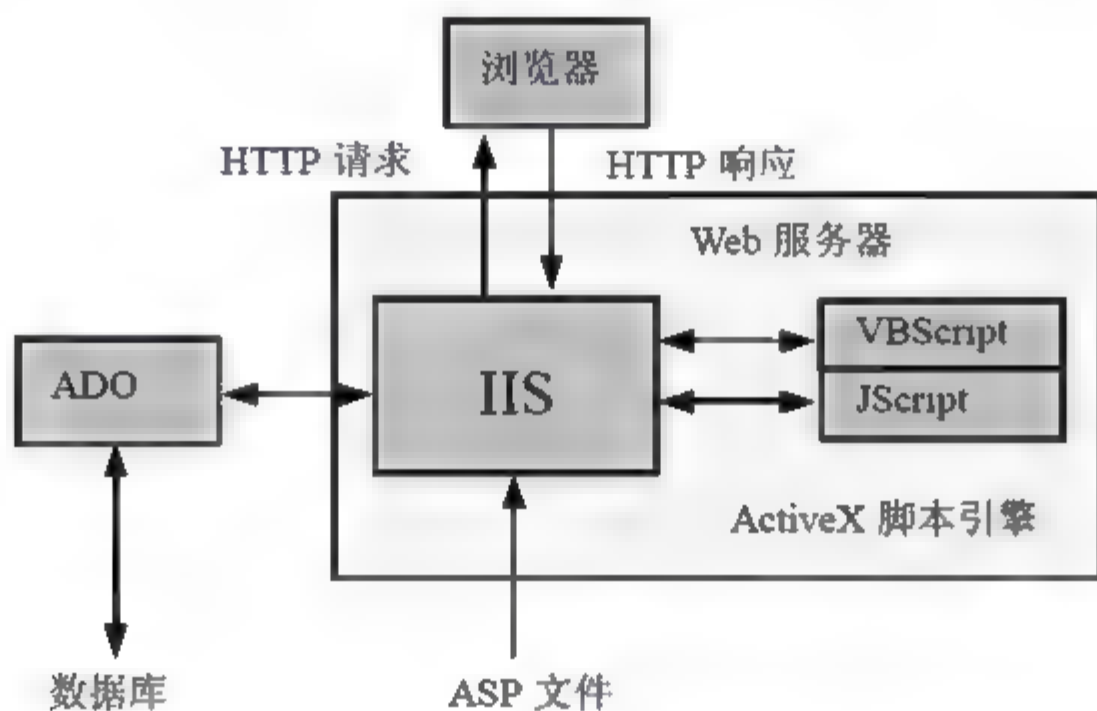 浏览器
HTTP 请求
HTTP 响应
Web 服务器
VBScript
ADO
IIS
JScript
ActiveX 脚本引擎
数据库
ASP 文件